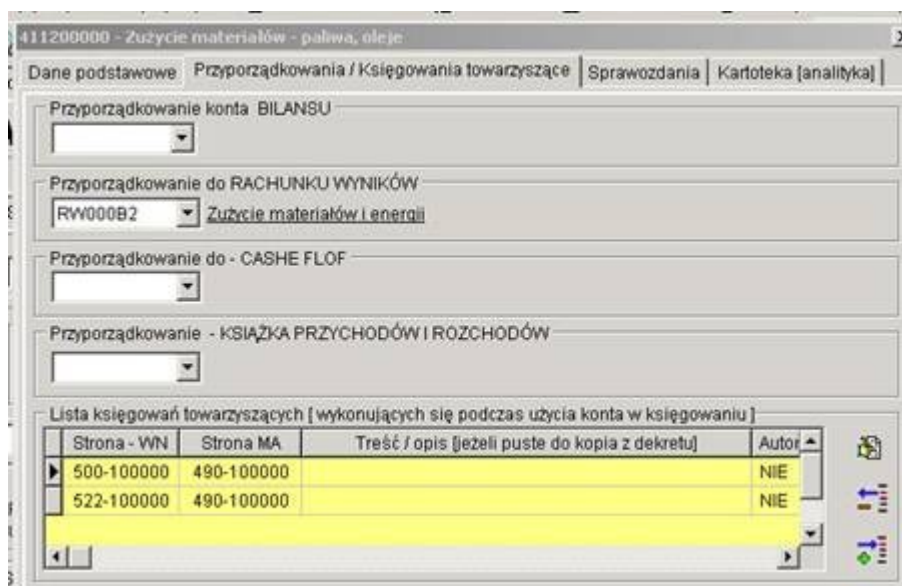 411200000 - Zużycie materiałów - paliwa, oleje
Dane podstawowe Przyporządkowania / Księgowania towarzyszące Sprawozdania Kartoteka [analityka]
Przyporządkowanie konta BILANSU
Przyporządkowanie do RACHUNKU WYNIKÓW
RW000B2 Zużycie materiałów i energii
Przyporządkowanie do - CASHE FLOF
Przyporządkowanie - KSIĄŻKA PRZYCHODÓW I ROZCHODÓW
Lista księgowań towarzyszących [ wykonujących się podczas użycia konta w księgowaniu ]
Strona - WN Strona MA Treść / opis [jeżeli puste do kopia z dekretu] Autor
500-100000 490-100000 NIE
522-100000 490-100000 NIE